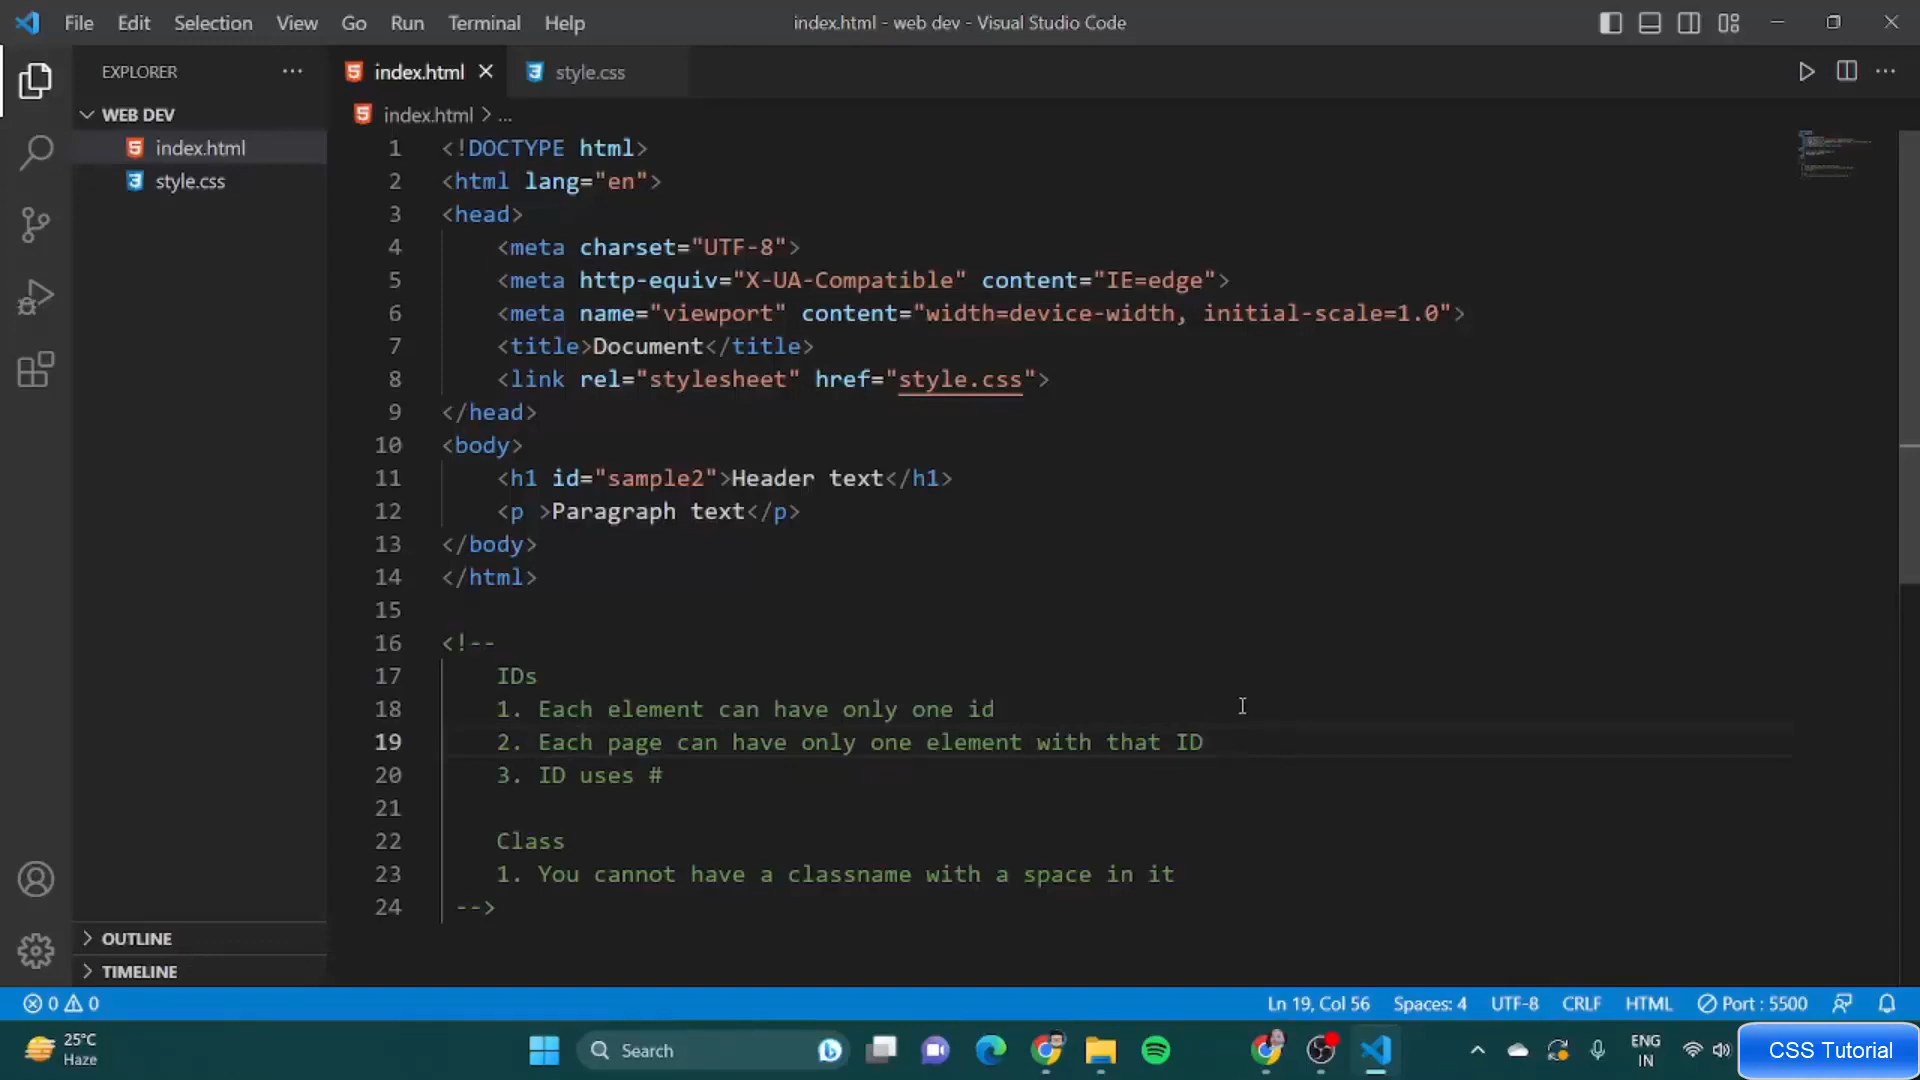 File Edit Selection View Go Run Terminal Help
index.html - web dev - Visual Studio Code
EXPLORER
WEB DEV
index.html
style.css
OUTLINE
TIMELINE
index.html
style.css
index.html > ...
1 <!DOCTYPE html>
2 <html lang="en">
3 <head>
4 <meta charset="UTF-8">
5 <meta http-equiv="X-UA-Compatible" content="IE=edge">
6 <meta name="viewport" content="width=device-width, initial-scale=1.0">
7 <title>Document</title>
8 <link rel="stylesheet" href="style.css">
9 </head>
10 <body>
11 <h1 id="sample2">Header text</h1>
12 <p >Paragraph text</p>
13 </body>
14 </html>
15
16 <!--
17 IDs
18 1. Each element can have only one id
19 2. Each page can have only one element with that ID
20 3. ID uses #
21
22 Class
23 1. You cannot have a classname with a space in it
24 -->
0 0
Ln 19, Col 56 Spaces: 4 UTF-8 CRLF HTML Port : 5500
25°C
Haze
Search
ENG
IN
CSS Tutorial